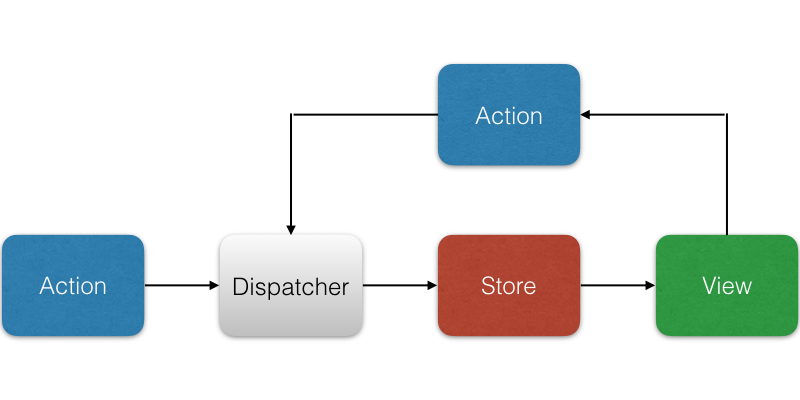 Action
Action
Dispatcher
Store
View